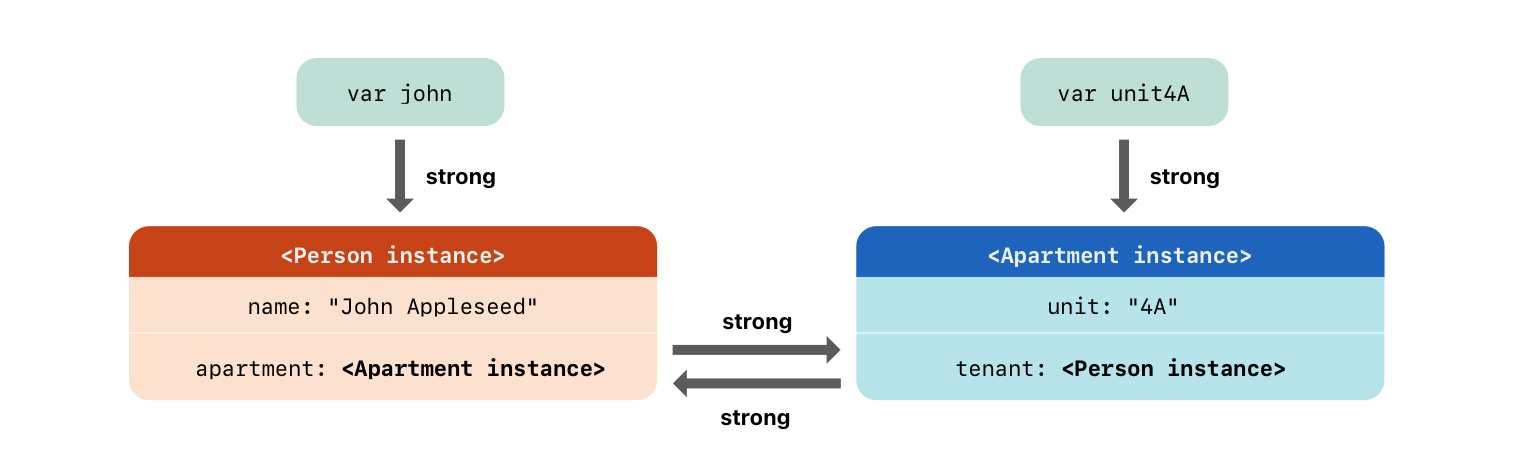 var john
var unit4A
strong
strong
<Person instance>
<Apartment instance>
name: "John Appleseed"
unit: "4A"
strong
apartment: <Apartment instance>
tenant: <Person instance>
strong